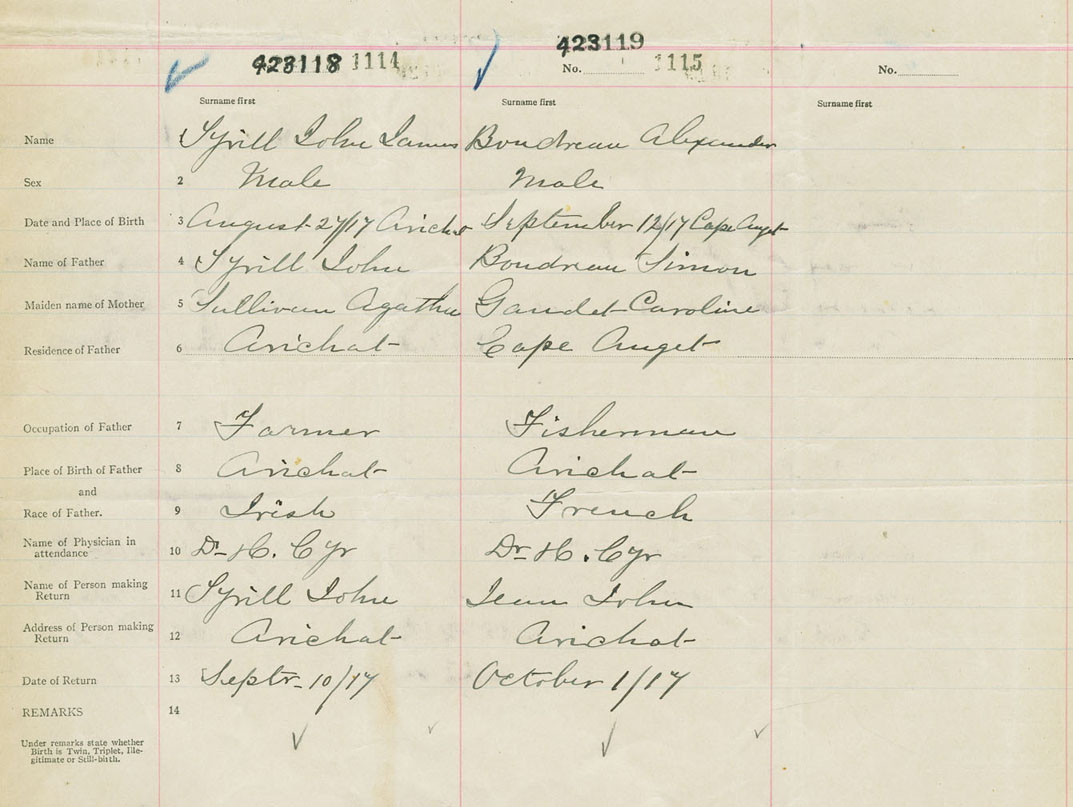 423118 1114 No. 423119 1115 No.
Surname first Surname first Surname first
Name 1 Syrill John James Boudreau Alexander
Sex 2 Male Male
Date and Place of Birth 3 August 27/17 Arichat September 12/17 Cape Auget
Name of Father 4 Syrill John Boudreau Simon
Maiden name of Mother 5 Sullivan Agatha Gaudet Caroline
Residence of Father 6 Arichat Cape Auget
Occupation of Father 7 Farmer Fisherman
Place of Birth of Father 8 Arichat Arichat
and
Race of Father. 9 Irish French
Name of Physician in
attendance 10 Dr H. Cyr Dr H. Cyr
Name of Person making
Return 11 Syrill John Jean John
Address of Person making
Return 12 Arichat Arichat
Date of Return 13 Septr 10/17 October 1/17
REMARKS 14
Under remarks state whether
Birth is Twin, Triplet, Ille-
gitimate or Still-birth.